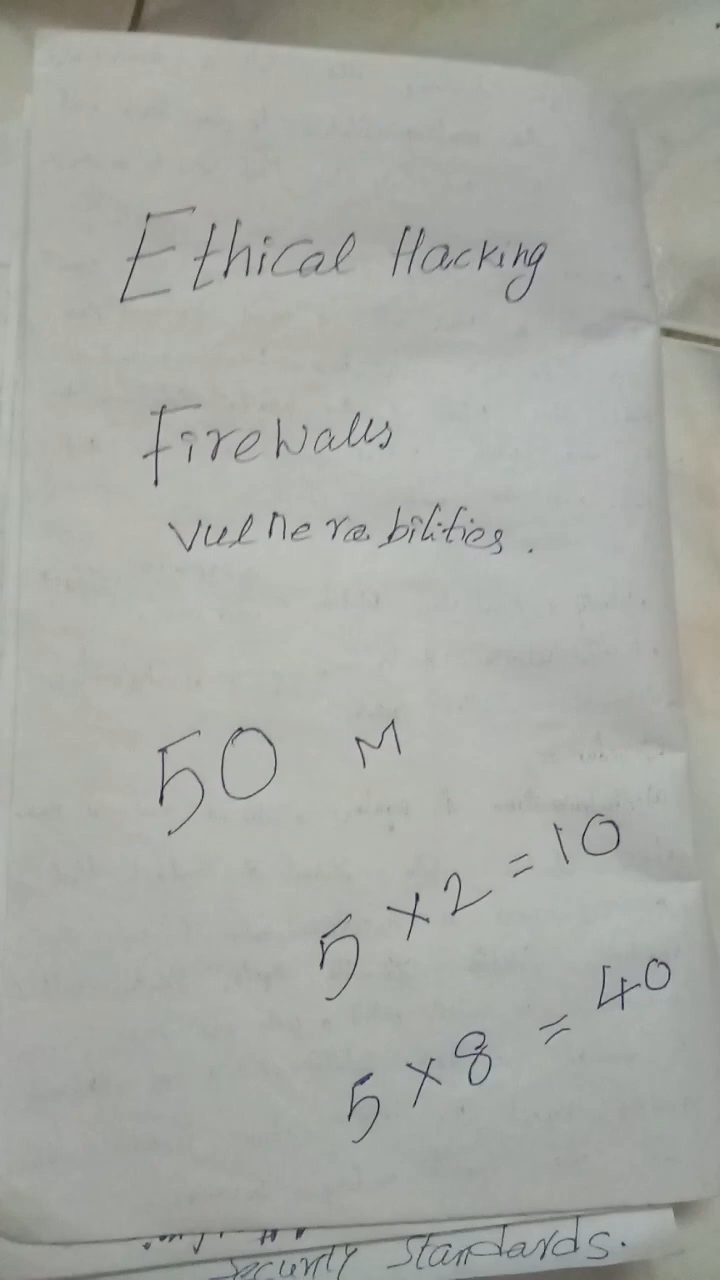 Ethical Hacking
Firewalls
vulnerabilities.
50 M
5 x 2 = 10
5 x 8 = 40
Security Standards.